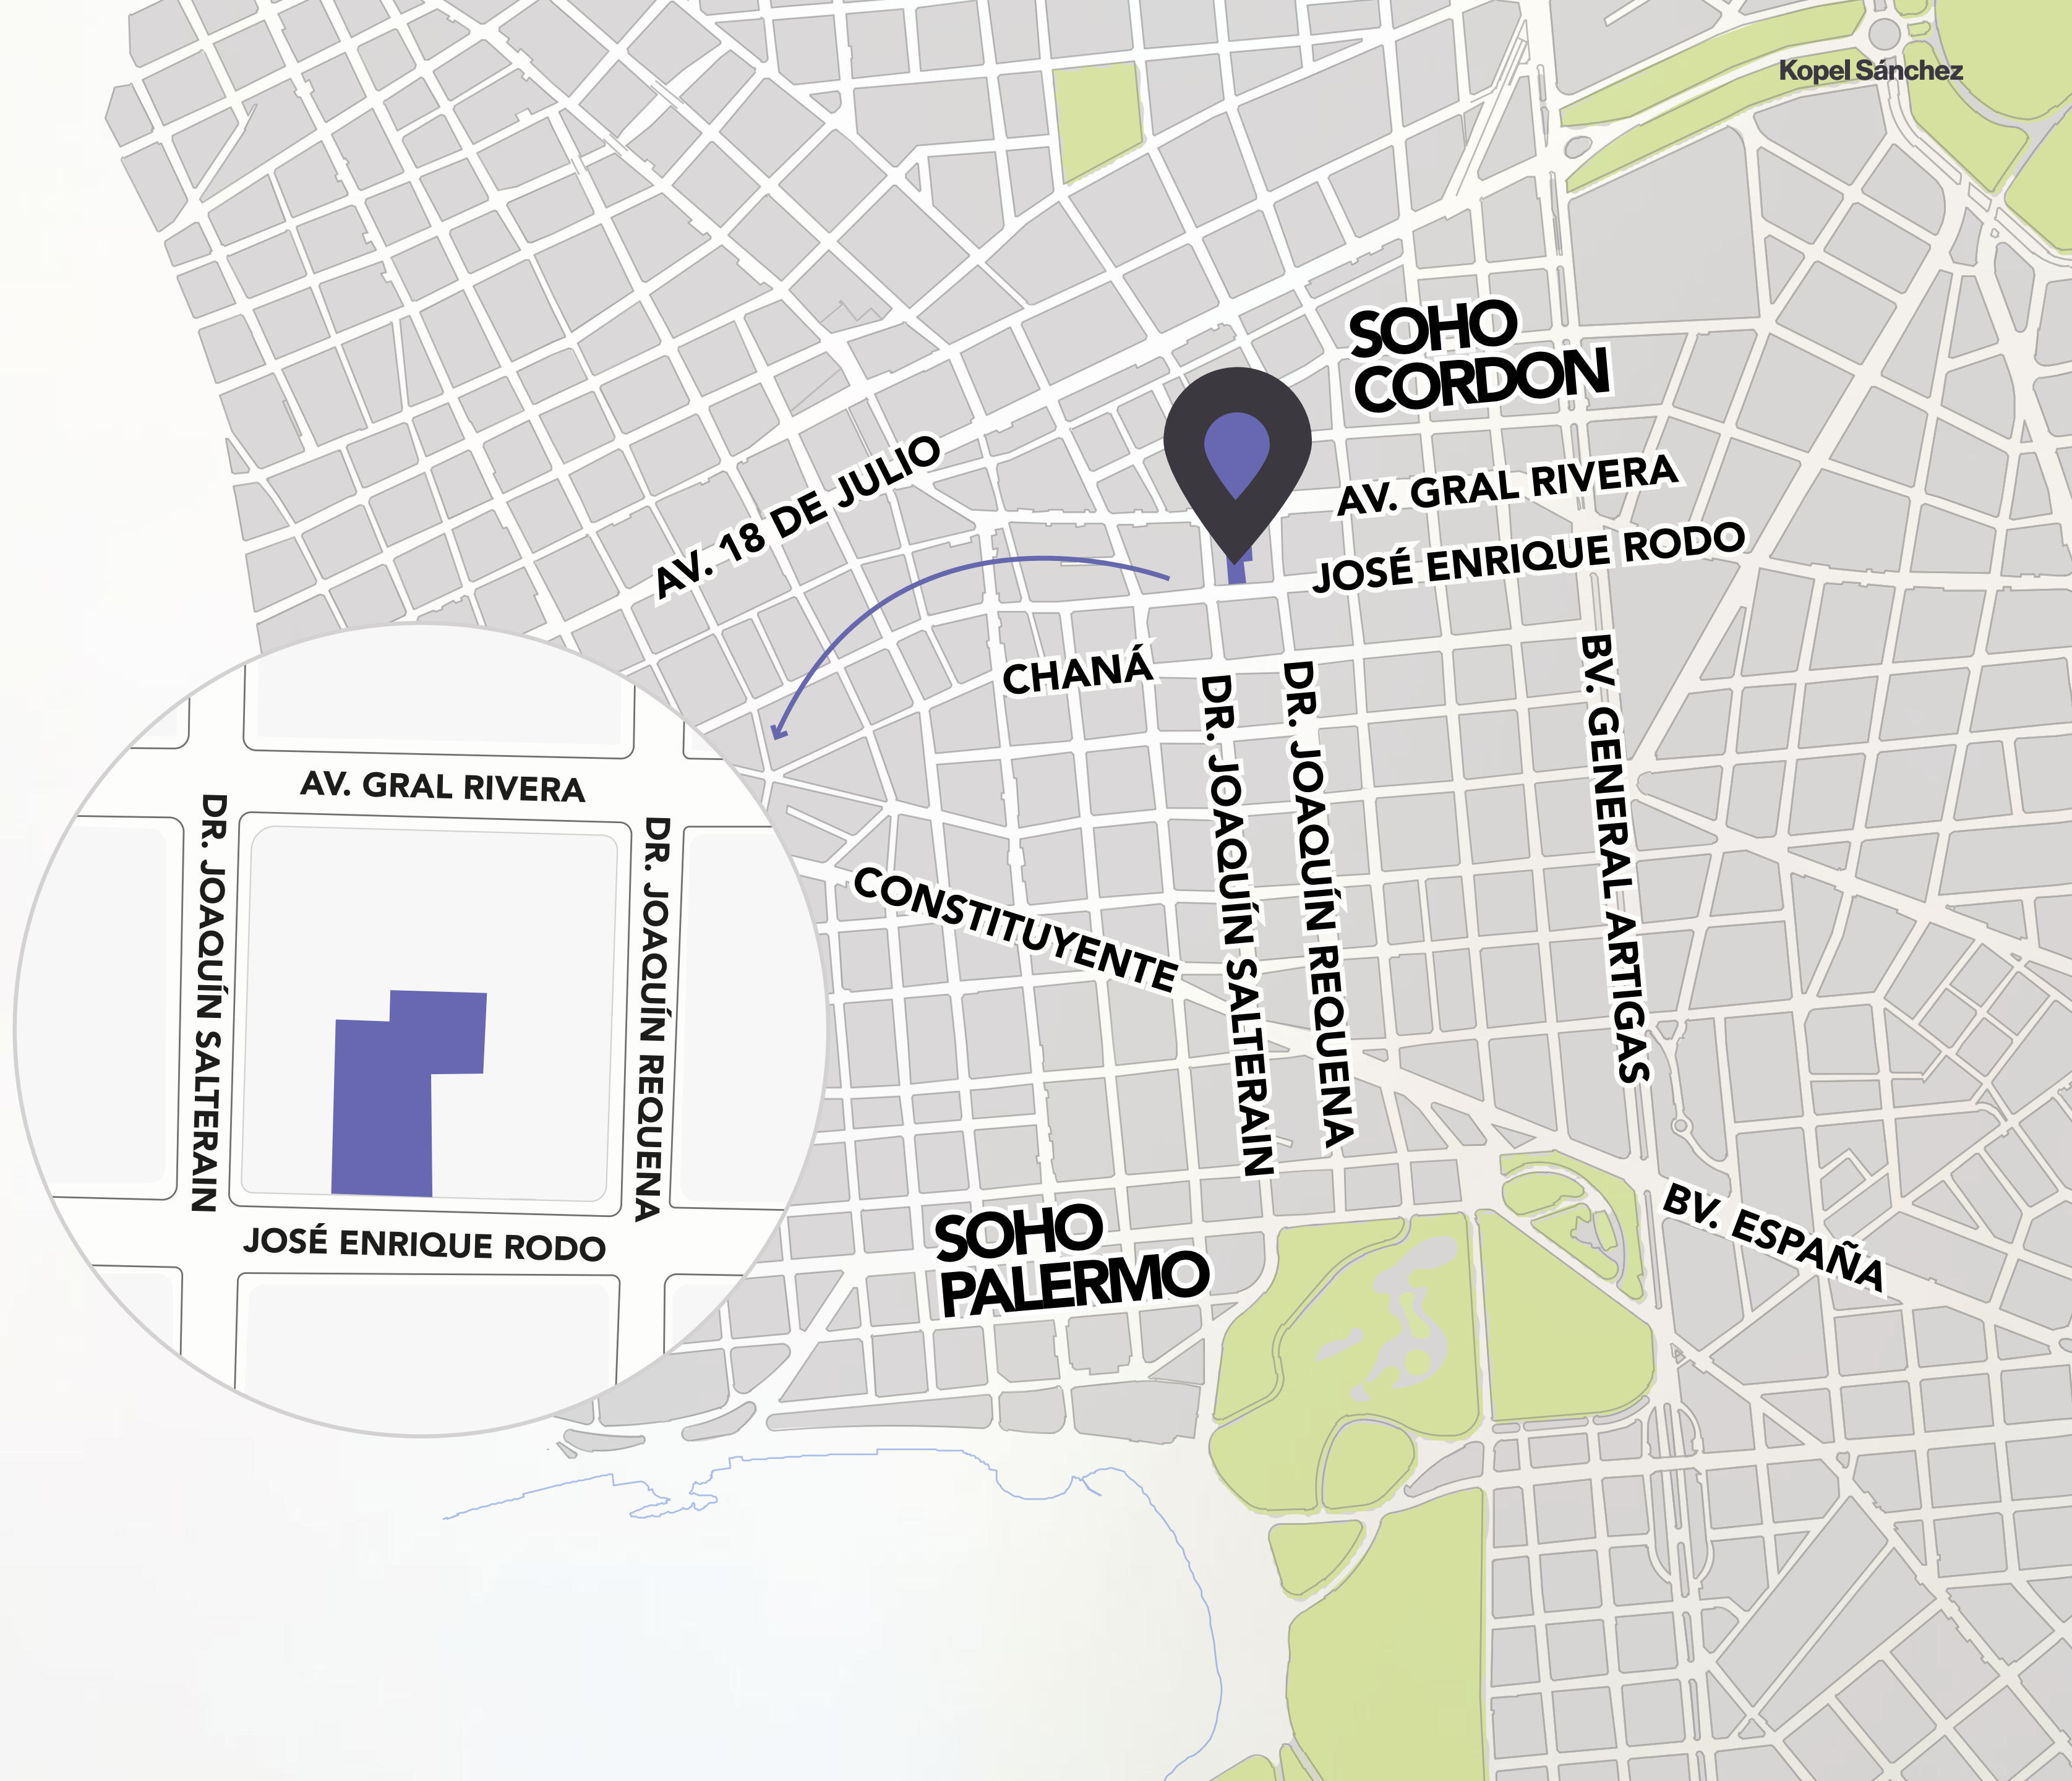 Kopel Sánchez
SOHO
CORDON
AV. 18 DE JULIO
AV. GRAL RIVERA
JOSÉ ENRIQUE RODO
CHANÁ
DR. JOAQUÍN SALTERAIN
DR. JOAQUÍN REQUENA
BV. GENERAL ARTIGAS
CONSTITUYENTE
BV. ESPAÑA
SOHO
PALERMO
AV. GRAL RIVERA
DR. JOAQUÍN SALTERAIN
DR. JOAQUÍN REQUENA
JOSÉ ENRIQUE RODO